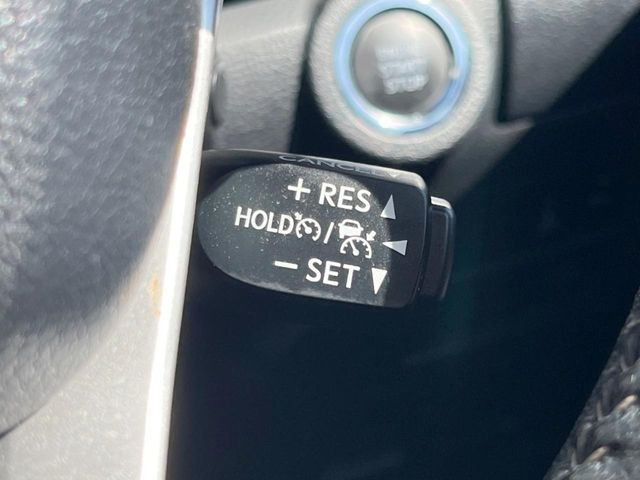 CANCEL
+ RES
HOLD /
− SET